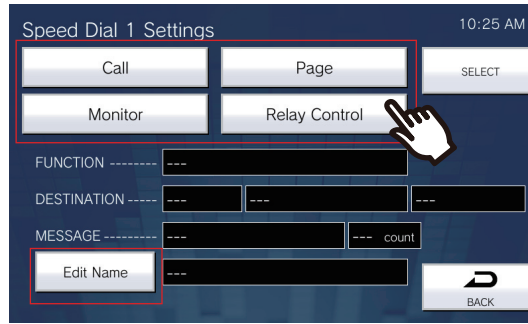 Speed Dial 1 Settings
10:25 AM
Call
Page
SELECT
Monitor
Relay Control
FUNCTION -------- ---
DESTINATION ----- --- --- ---
MESSAGE --------- --- --- count
Edit Name ---
BACK